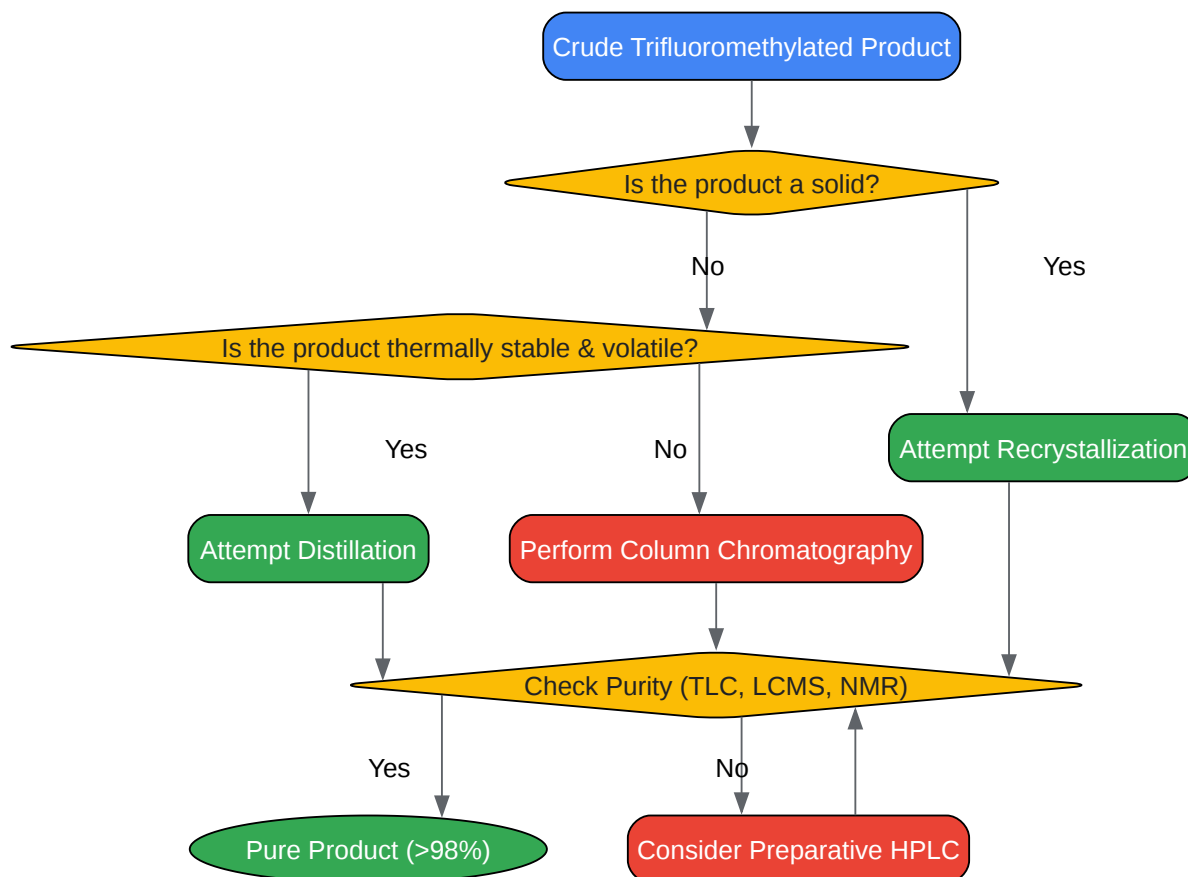 Crude Trifluoromethylated Product
Is the product a solid?
No
Yes
Is the product thermally stable & volatile?
Yes
No
Attempt Recrystallization
Attempt Distillation
Perform Column Chromatography
Check Purity (TLC, LCMS, NMR)
Yes
No
Pure Product (>98%)
Consider Preparative HPLC